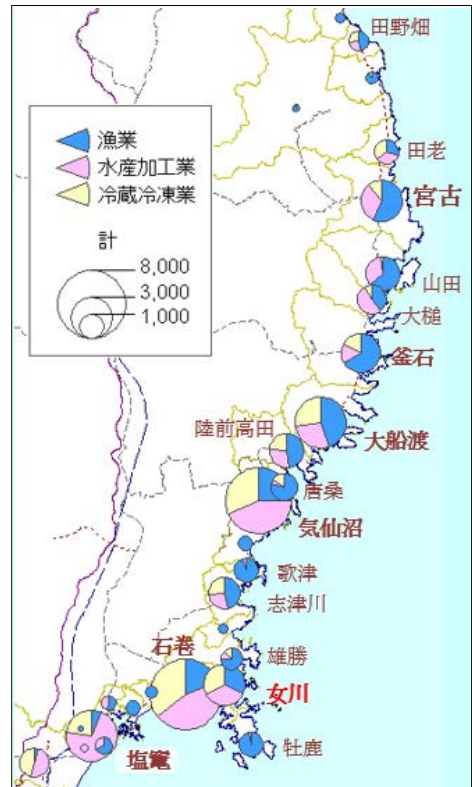 田野畑
漁業
水産加工業
冷蔵冷凍業
計
8,000
3,000
1,000
田老
宮古
山田
大槌
釜石
陸前高田
大船渡
唐桑
気仙沼
歌津
志津川
石巻
雄勝
女川
塩竈
牡鹿